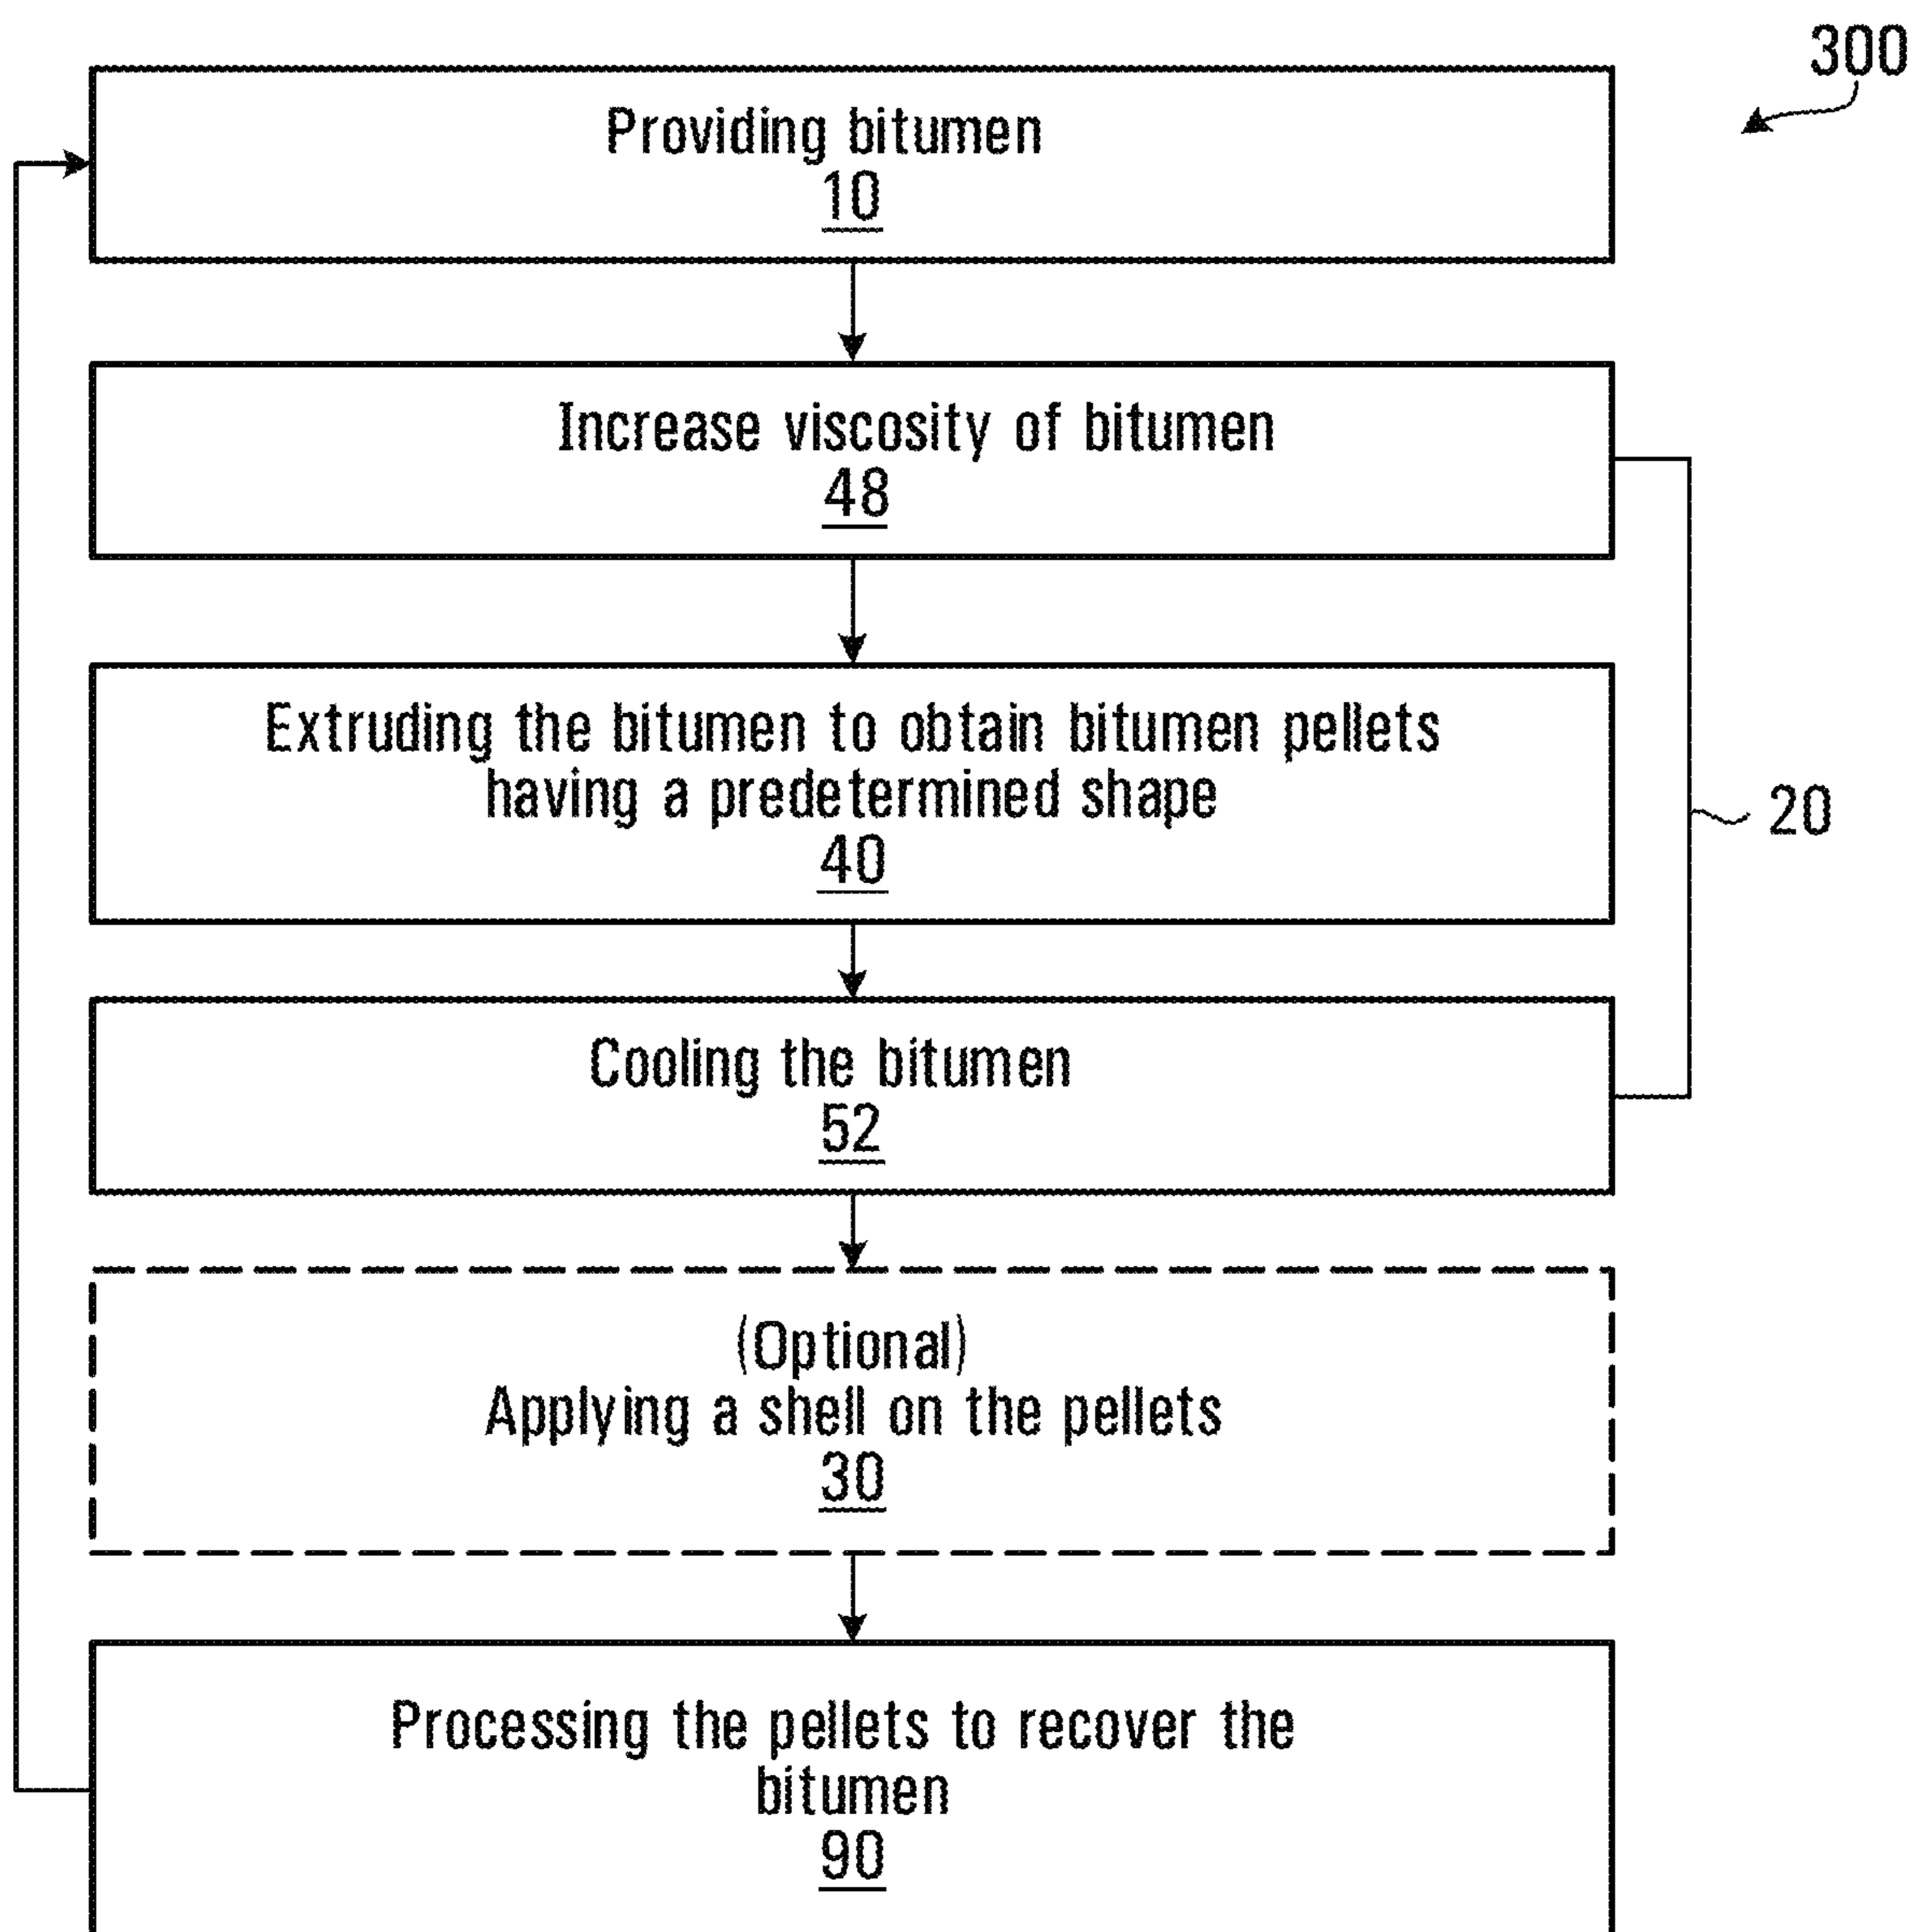 300
Providing bitumen
10
Increase viscosity of bitumen
48
Extruding the bitumen to obtain bitumen pellets
having a predetermined shape
40
20
Cooling the bitumen
52
(Optional)
Applying a shell on the pellets
30
Processing the pellets to recover the
bitumen
90